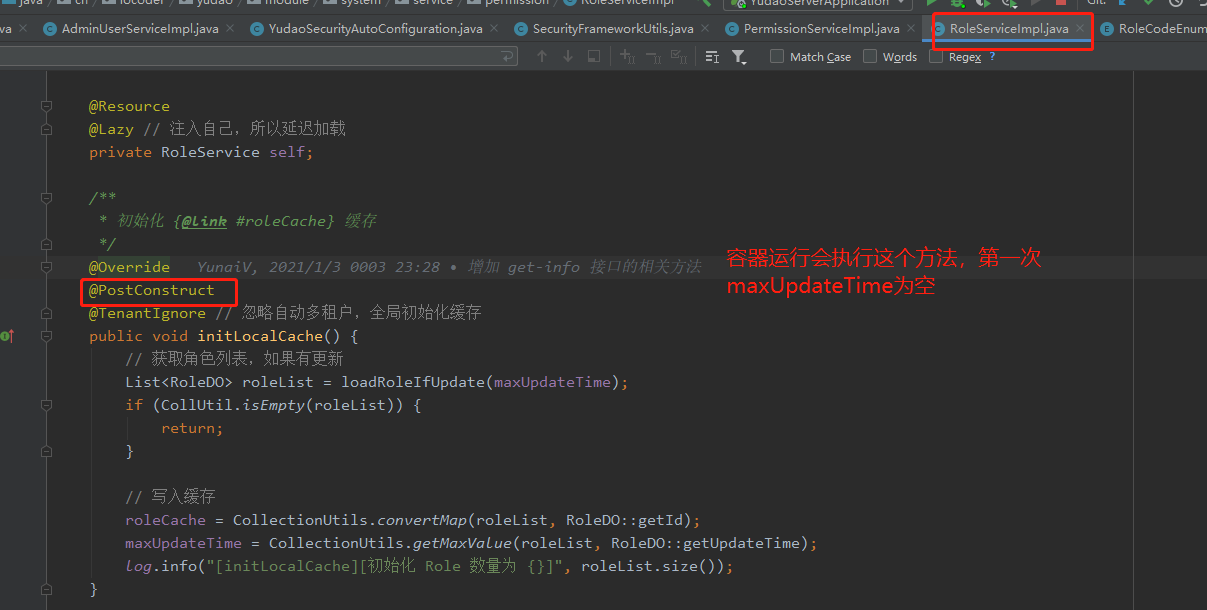 java cn iocoder yudao module system service permission RoleServiceImpl YudaoServerApplication Git:
va AdminUserServiceImpl.java YudaoSecurityAutoConfiguration.java SecurityFrameworkUtils.java PermissionServiceImpl.java RoleServiceImpl.java RoleCodeEnum
Match Case Words Regex ?
@Resource
@Lazy // 注入自己，所以延迟加载
private RoleService self;
/**
* 初始化 {@link #roleCache} 缓存
*/
@Override YunaiV, 2021/1/3 0003 23:28 • 增加 get-info 接口的相关方法
容器运行会执行这个方法，第一次
maxUpdateTime为空
@PostConstruct
@TenantIgnore // 忽略自动多租户，全局初始化缓存
public void initLocalCache() {
// 获取角色列表，如果有更新
List<RoleDO> roleList = loadRoleIfUpdate(maxUpdateTime);
if (CollUtil.isEmpty(roleList)) {
return;
}
// 写入缓存
roleCache = CollectionUtils.convertMap(roleList, RoleDO::getId);
maxUpdateTime = CollectionUtils.getMaxValue(roleList, RoleDO::getUpdateTime);
log.info("[initLocalCache][初始化 Role 数量为 {}]", roleList.size());
}